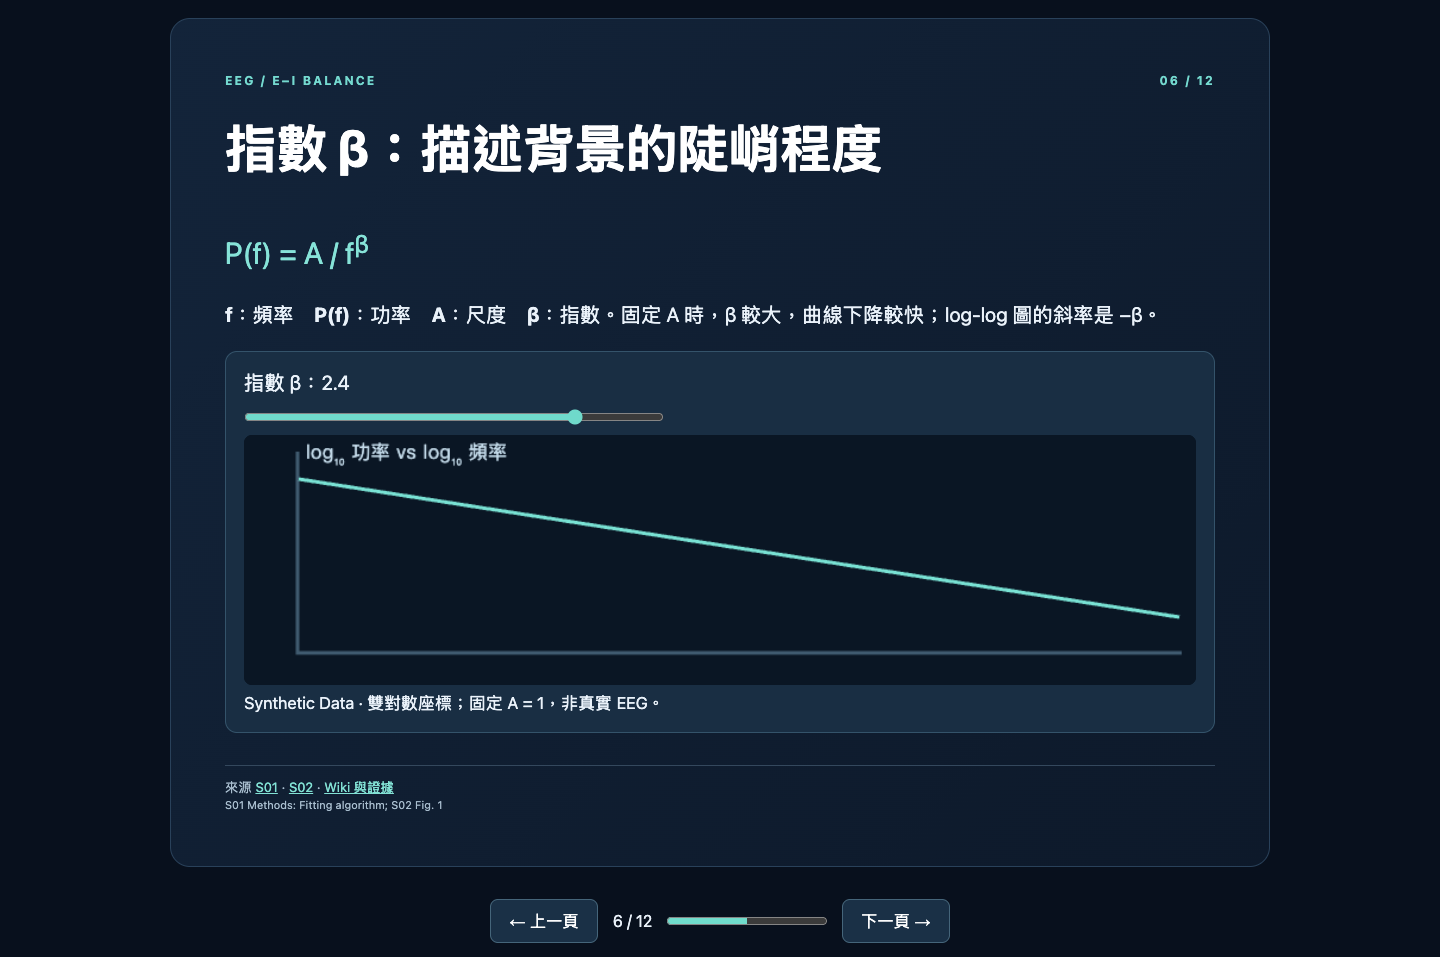 EEG / E–I BALANCE
06 / 12
指數 β：描述背景的陡峭程度
P(f) = A / f^β
f：頻率 P(f)：功率 A：尺度 β：指數。固定 A 時，β 較大，曲線下降較快；log-log 圖的斜率是 −β。
指數 β：2.4
log₁₀ 功率 vs log₁₀ 頻率
Synthetic Data · 雙對數座標；固定 A = 1，非真實 EEG。
來源 S01 · S02 · Wiki 與證據
S01 Methods: Fitting algorithm; S02 Fig. 1
← 上一頁
6 / 12
下一頁 →